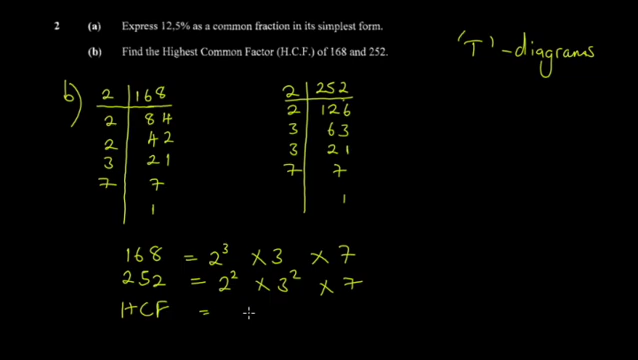 2 (a) Express 12,5% as a common fraction in its simplest form.
(b) Find the Highest Common Factor (H.C.F.) of 168 and 252.
'T'-diagrams
b)
2 | 168
2 | 84
2 | 42
3 | 21
7 | 7
1
2 | 252
2 | 126
3 | 63
3 | 21
7 | 7
1
168 = 2³ × 3 × 7
252 = 2² × 3² × 7
HCF =